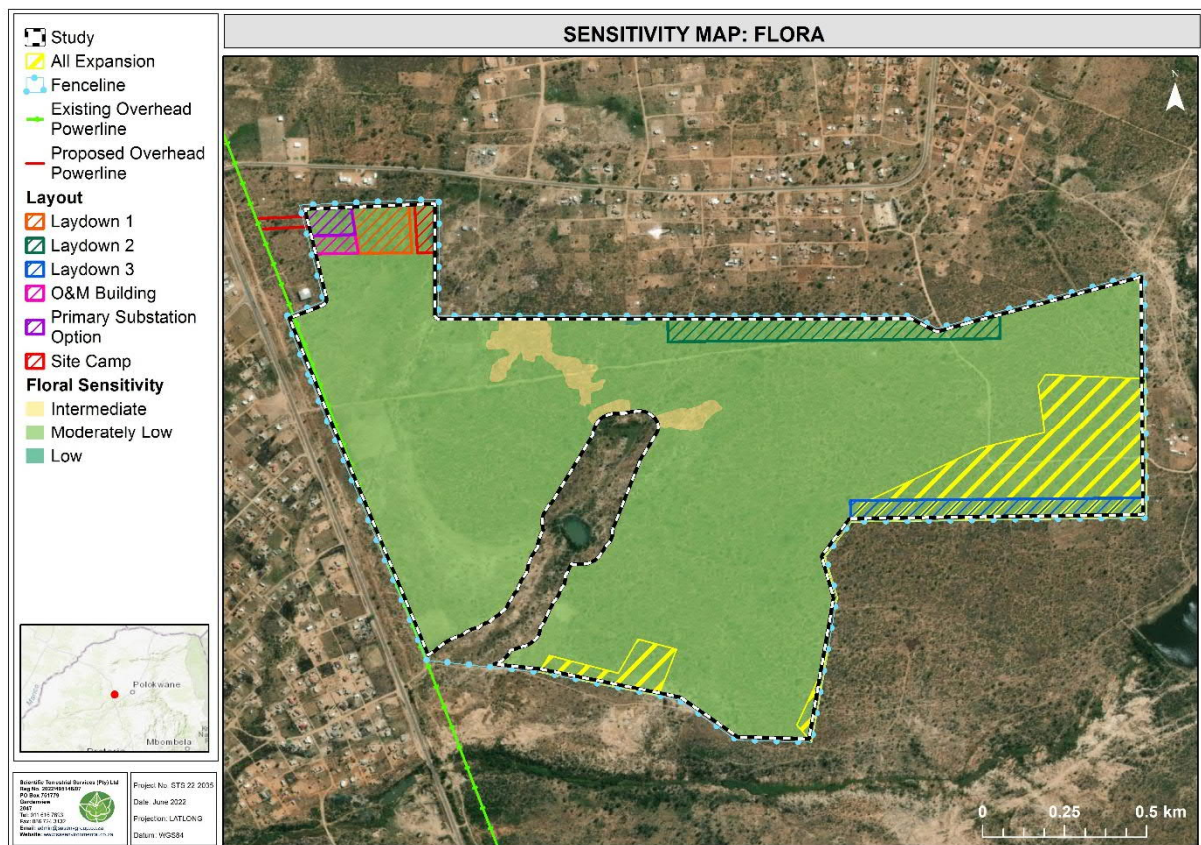 SENSITIVITY MAP: FLORA
Study
All Expansion
Fenceline
Existing Overhead
Powerline
Proposed Overhead
Powerline
Layout
Laydown 1
Laydown 2
Laydown 3
O&M Building
Primary Substation
Option
Site Camp
Floral Sensitivity
Intermediate
Moderately Low
Low
N
Polokwane
Mbombela
Scientific Terrestrial Services (Pty) Ltd
PO Box 751779
Gardenview
2047
Project No: STS 22 2035
Date: June 2022
Projection: LATLONG
Datum: WGS84
0 0.25 0.5 km